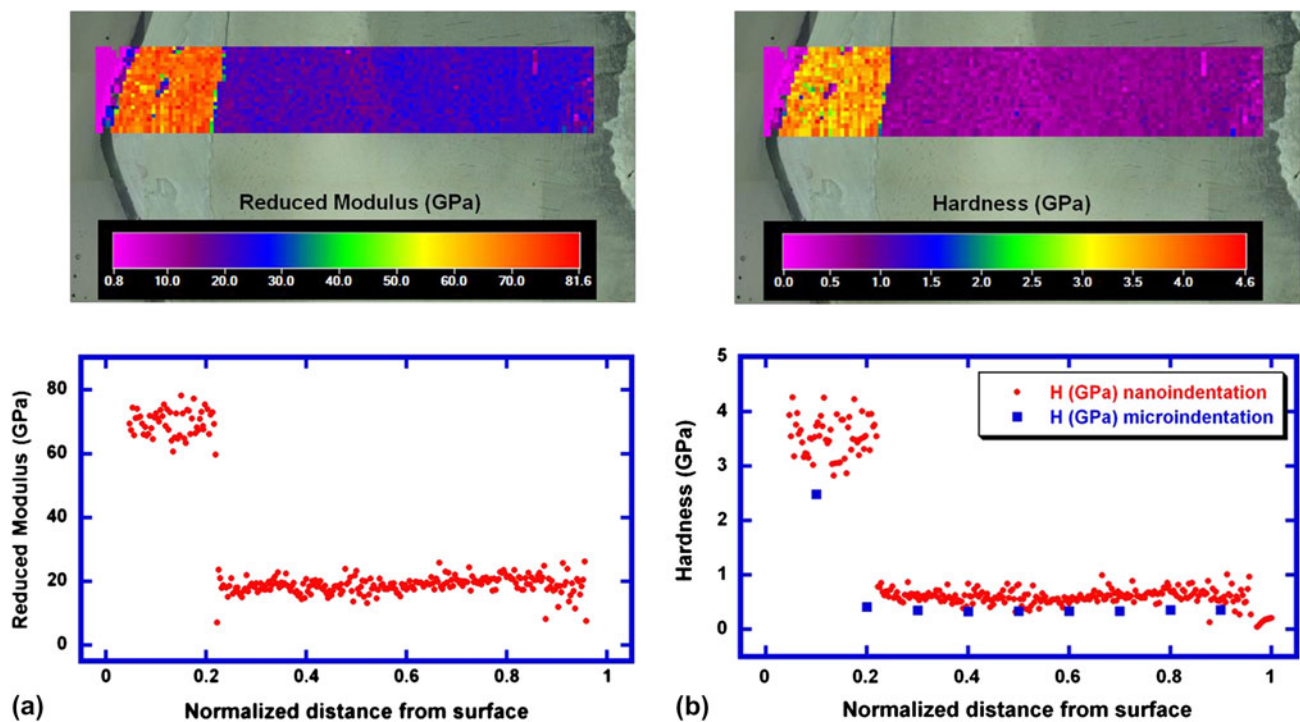 Reduced Modulus (GPa)
0.8 10.0 20.0 30.0 40.0 50.0 60.0 70.0 81.6
Hardness (GPa)
0.0 0.5 1.0 1.5 2.0 2.5 3.0 3.5 4.0 4.6
Reduced Modulus (GPa)
80
60
40
20
0
0 0.2 0.4 0.6 0.8 1
Normalized distance from surface
(a)
Hardness (GPa)
5
4
3
2
1
0
H (GPa) nanoindentation
H (GPa) microindentation
0 0.2 0.4 0.6 0.8 1
Normalized distance from surface
(b)